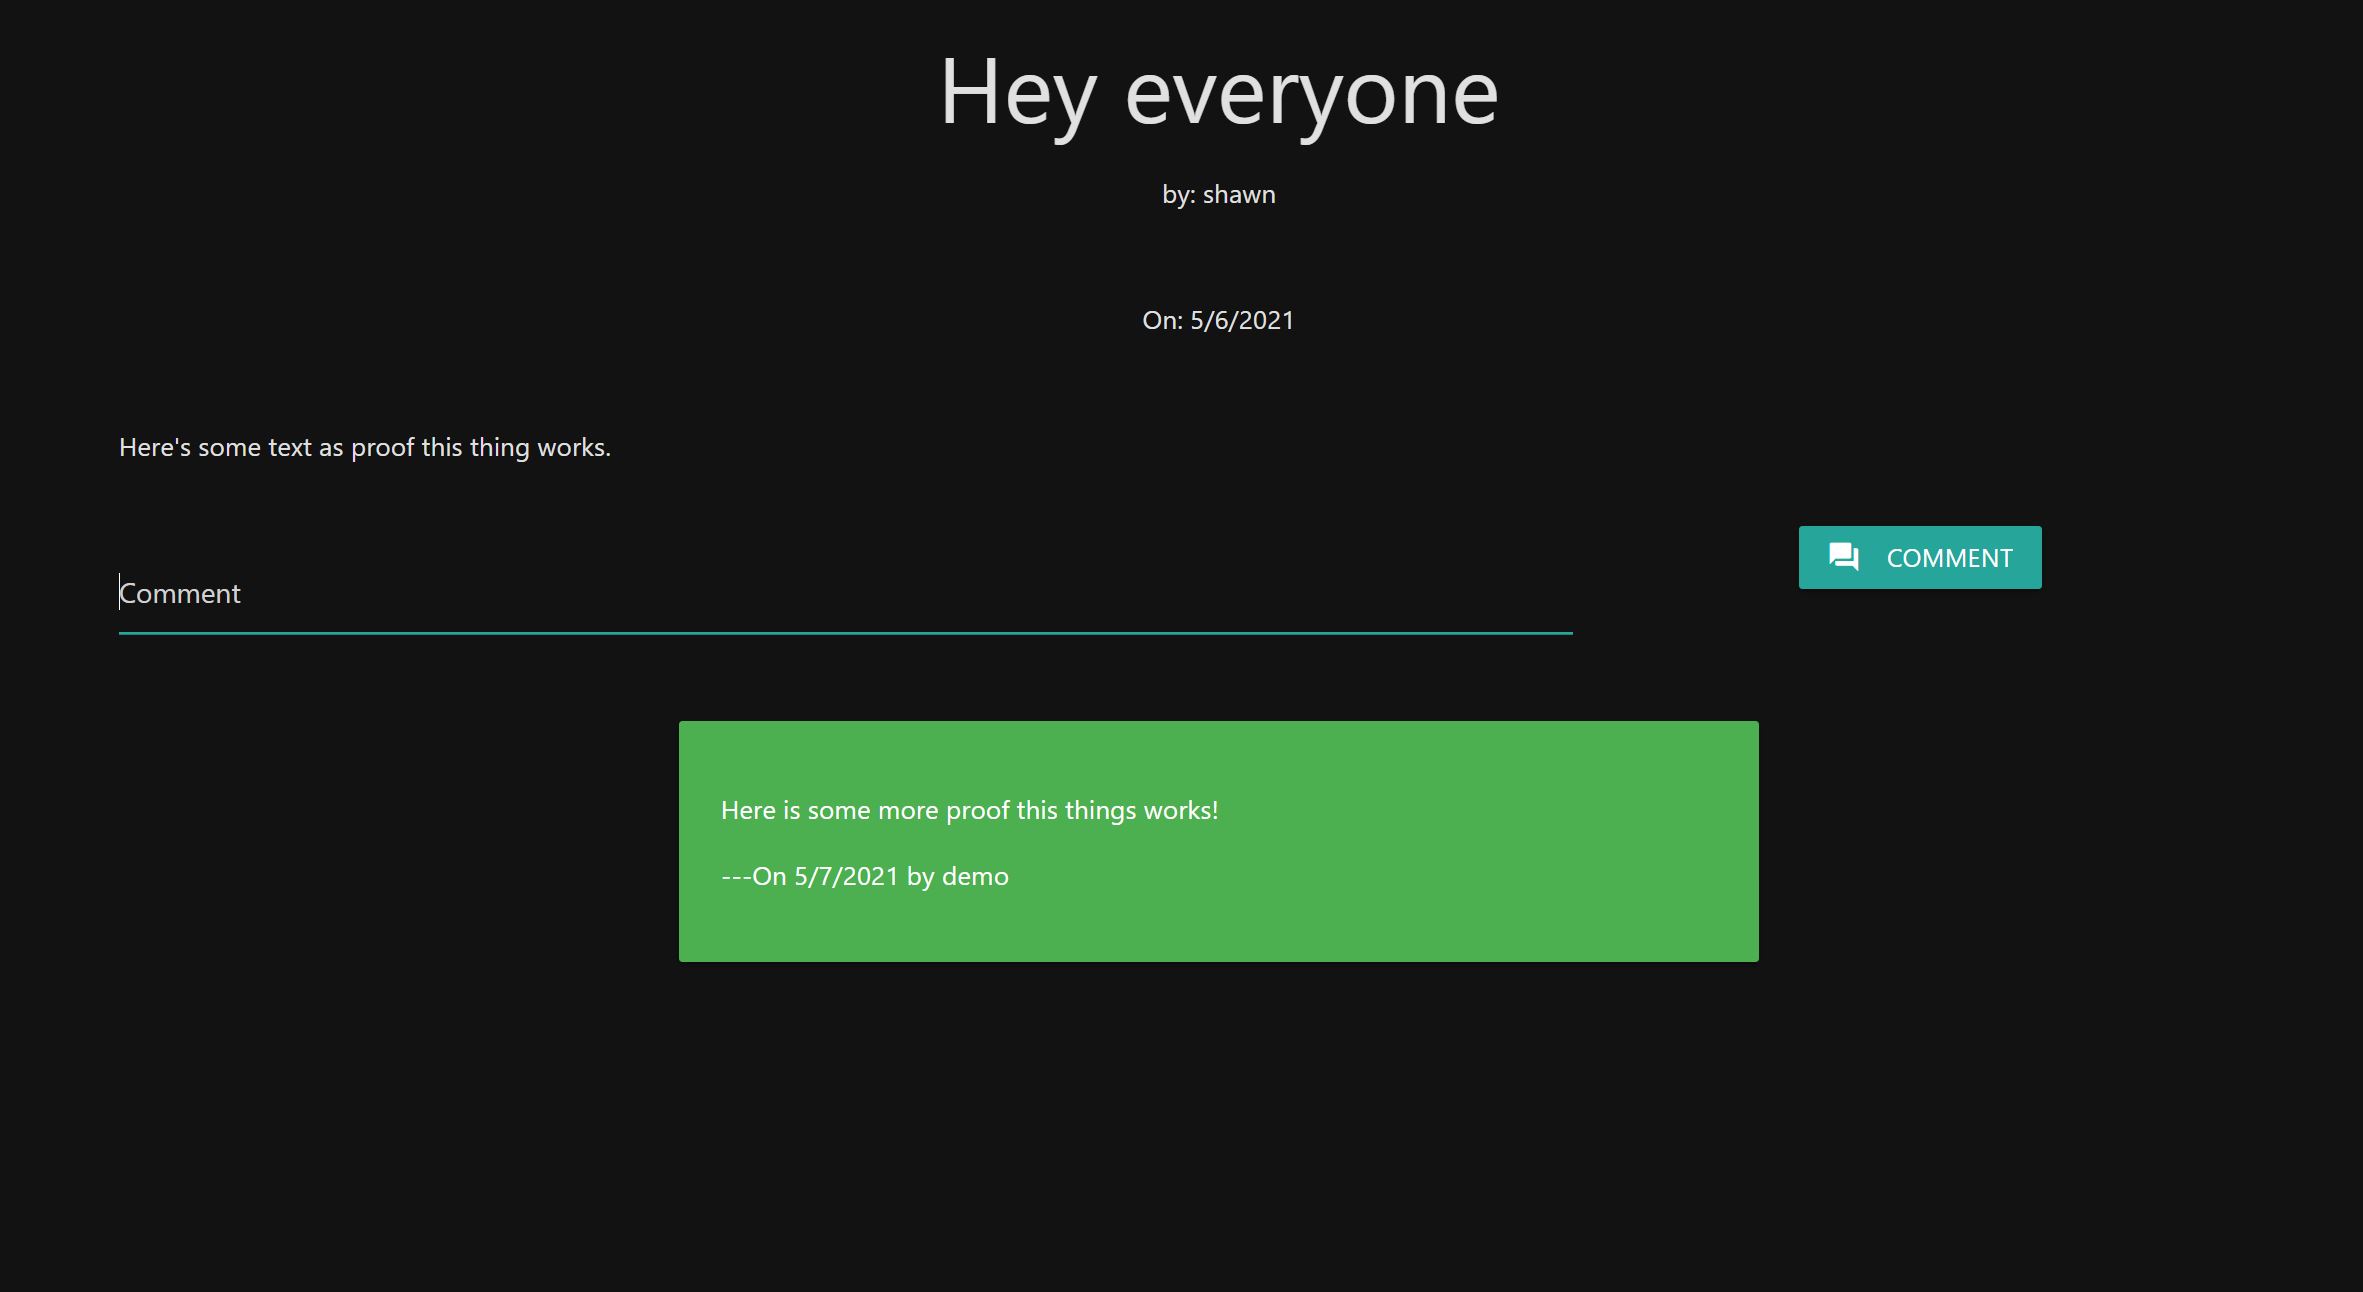 Hey everyone
by: shawn
On: 5/6/2021
Here's some text as proof this thing works.
COMMENT
Comment
Here is some more proof this things works!
---On 5/7/2021 by demo